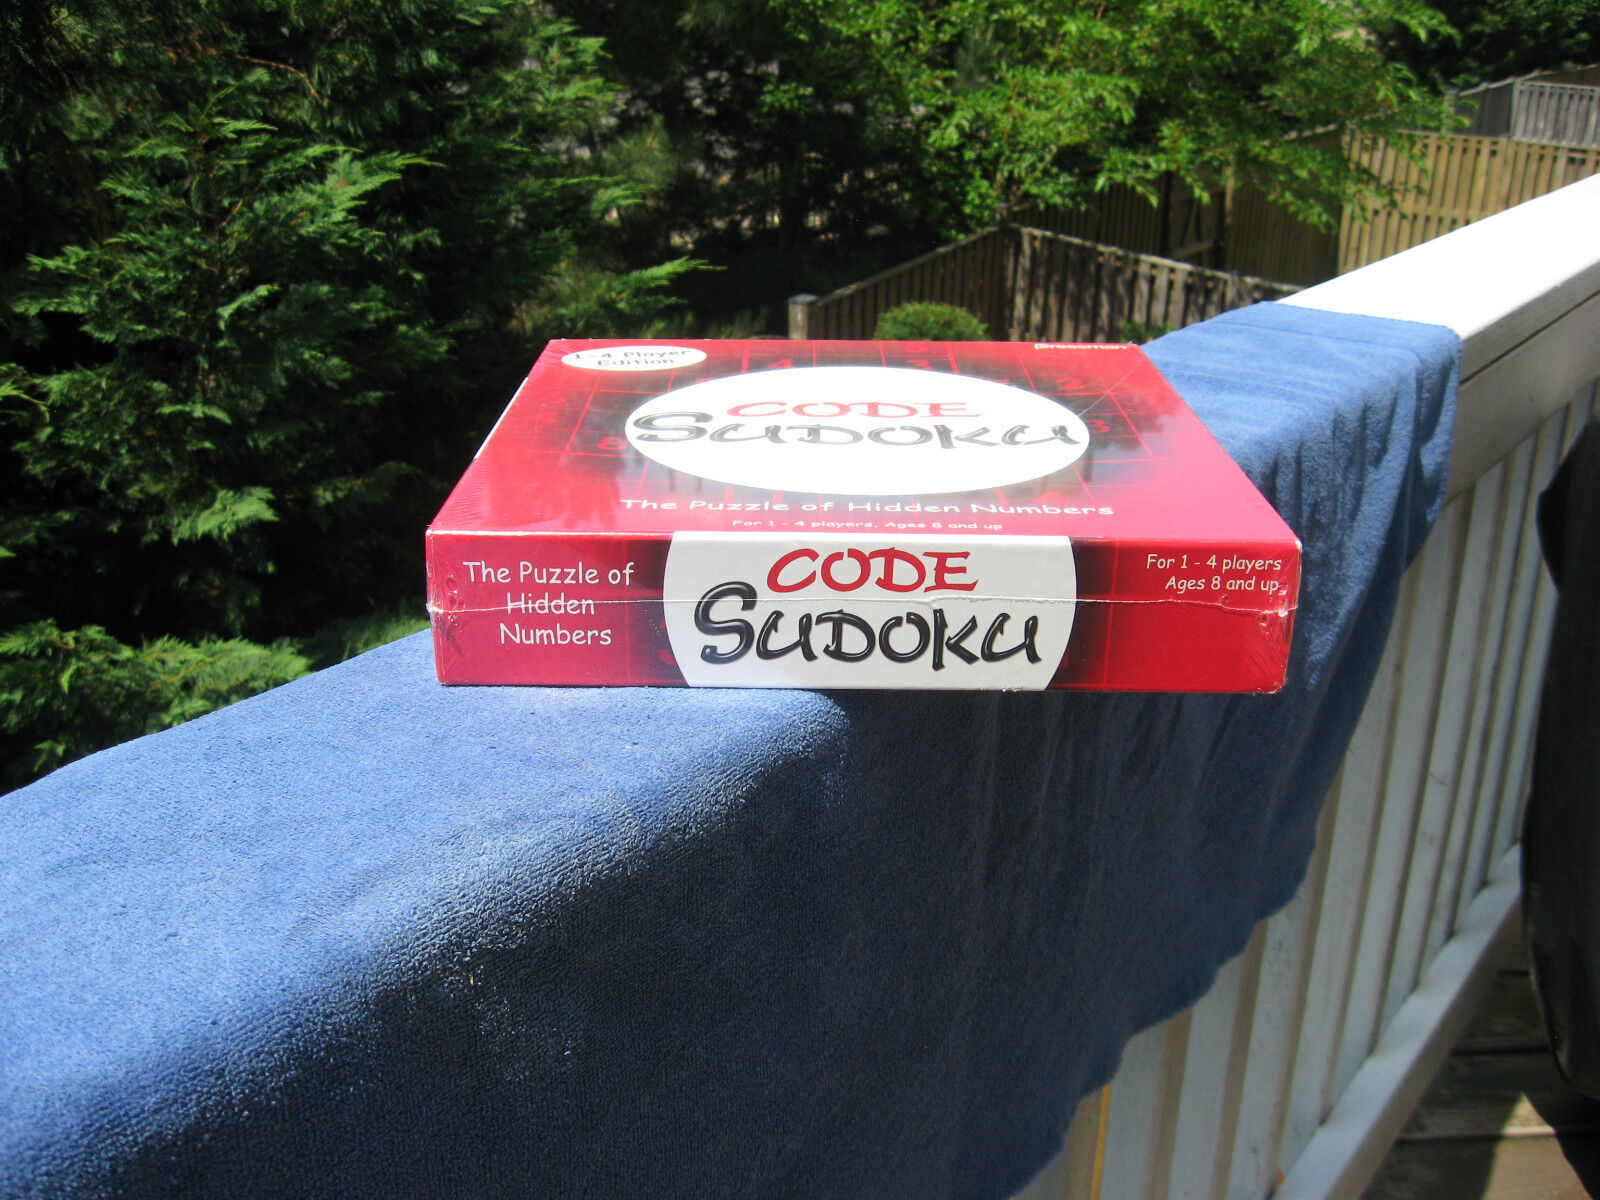 1-4 Player
Edition
Pressman
CODE
SUDOKU
The Puzzle of Hidden Numbers
For 1 - 4 players, Ages 8 and up
The Puzzle of
Hidden
Numbers
CODE
SUDOKU
For 1 - 4 players
Ages 8 and up